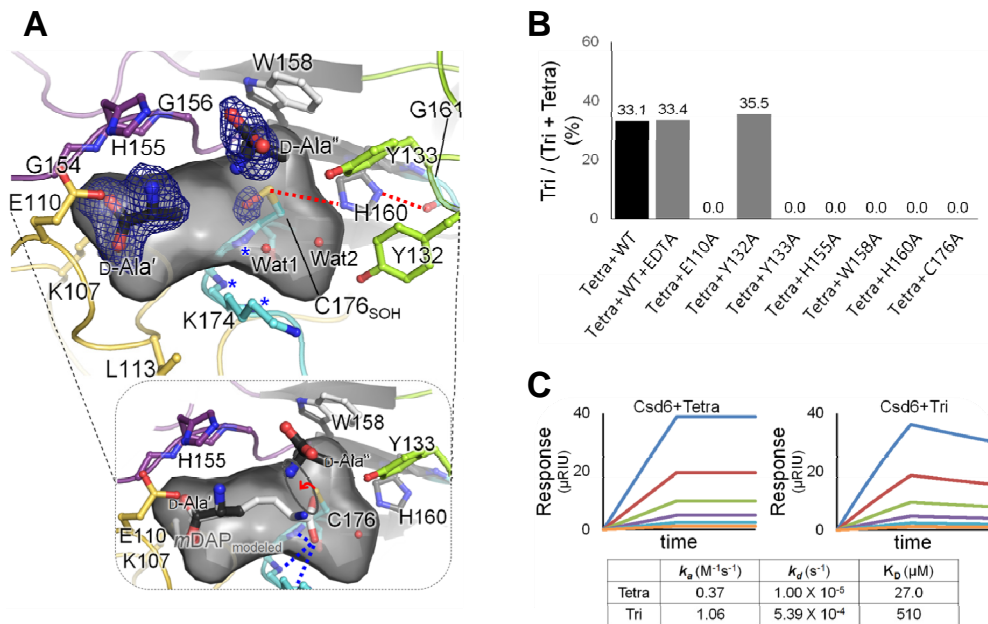 A
W158
G156
G161
H155
D-Ala"
Y133
G154
E110
H160
D-Ala'
* Wat1
Wat2
Y132
K107
*
*
C176SOH
K174
L113
W158
H155
Y133
D-Ala"
D-Ala'
C176
H160
E110
mDAPmodeled
K107
B
Tri / (Tri + Tetra)
(%)
60
40
20
0
33.1
33.4
0.0
35.5
0.0
0.0
0.0
0.0
0.0
Tetra+WT
Tetra+WT+EDTA
Tetra+E110A
Tetra+Y132A
Tetra+Y133A
Tetra+H155A
Tetra+W158A
Tetra+H160A
Tetra+C176A
C
Csd6+Tetra
Response
(µRIU)
40
20
0
time
Csd6+Tri
Response
(µRIU)
40
20
0
time
ka (M-1s-1) kd (s-1) KD (µM)
Tetra 0.37 1.00 X 10-5 27.0
Tri 1.06 5.39 X 10-4 510